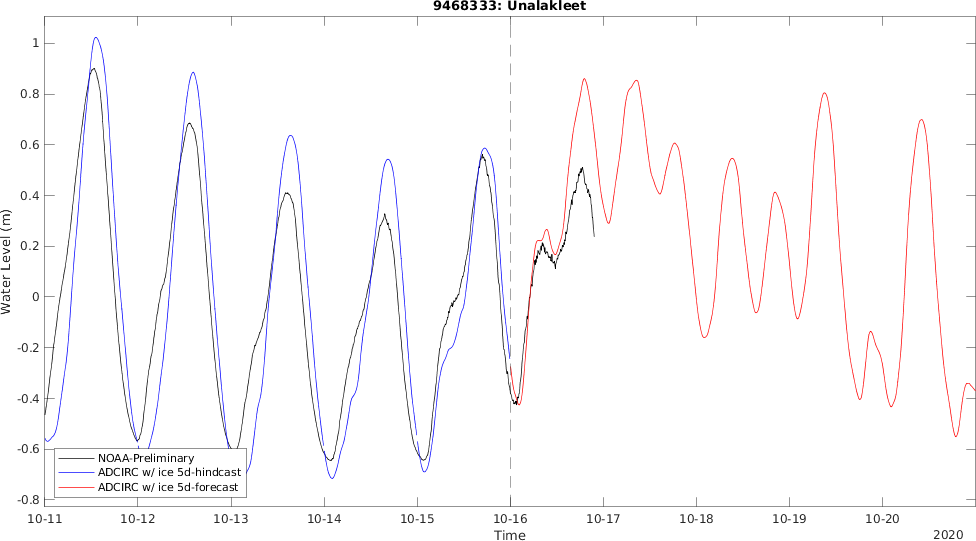 9468333: Unalakleet
Water Level (m)
1
0.8
0.6
0.4
0.2
0
-0.2
-0.4
-0.6
-0.8
NOAA-Preliminary
ADCIRC w/ ice 5d-hindcast
ADCIRC w/ ice 5d-forecast
10-11 10-12 10-13 10-14 10-15 10-16 10-17 10-18 10-19 10-20
Time
2020